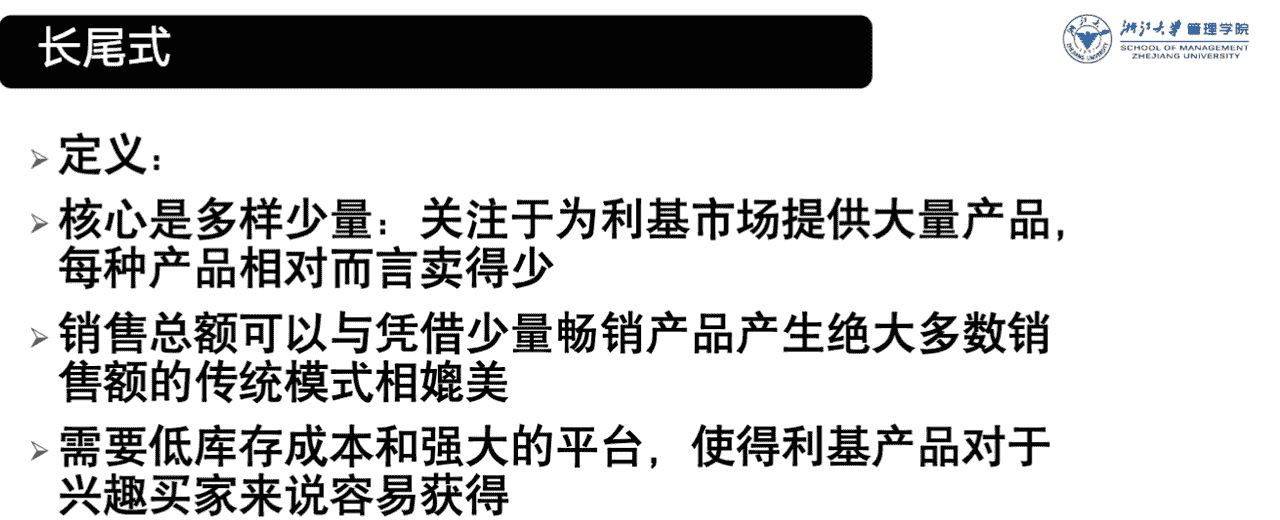 长尾式
浙江大学管理学院
SCHOOL OF MANAGEMENT
ZHEJIANG UNIVERSITY
定义：
核心是多样少量：关注于为利基市场提供大量产品，
每种产品相对而言卖得少
销售总额可以与凭借少量畅销产品产生绝大多数销
售额的传统模式相媲美
需要低库存成本和强大的平台，使得利基产品对于
兴趣买家来说容易获得